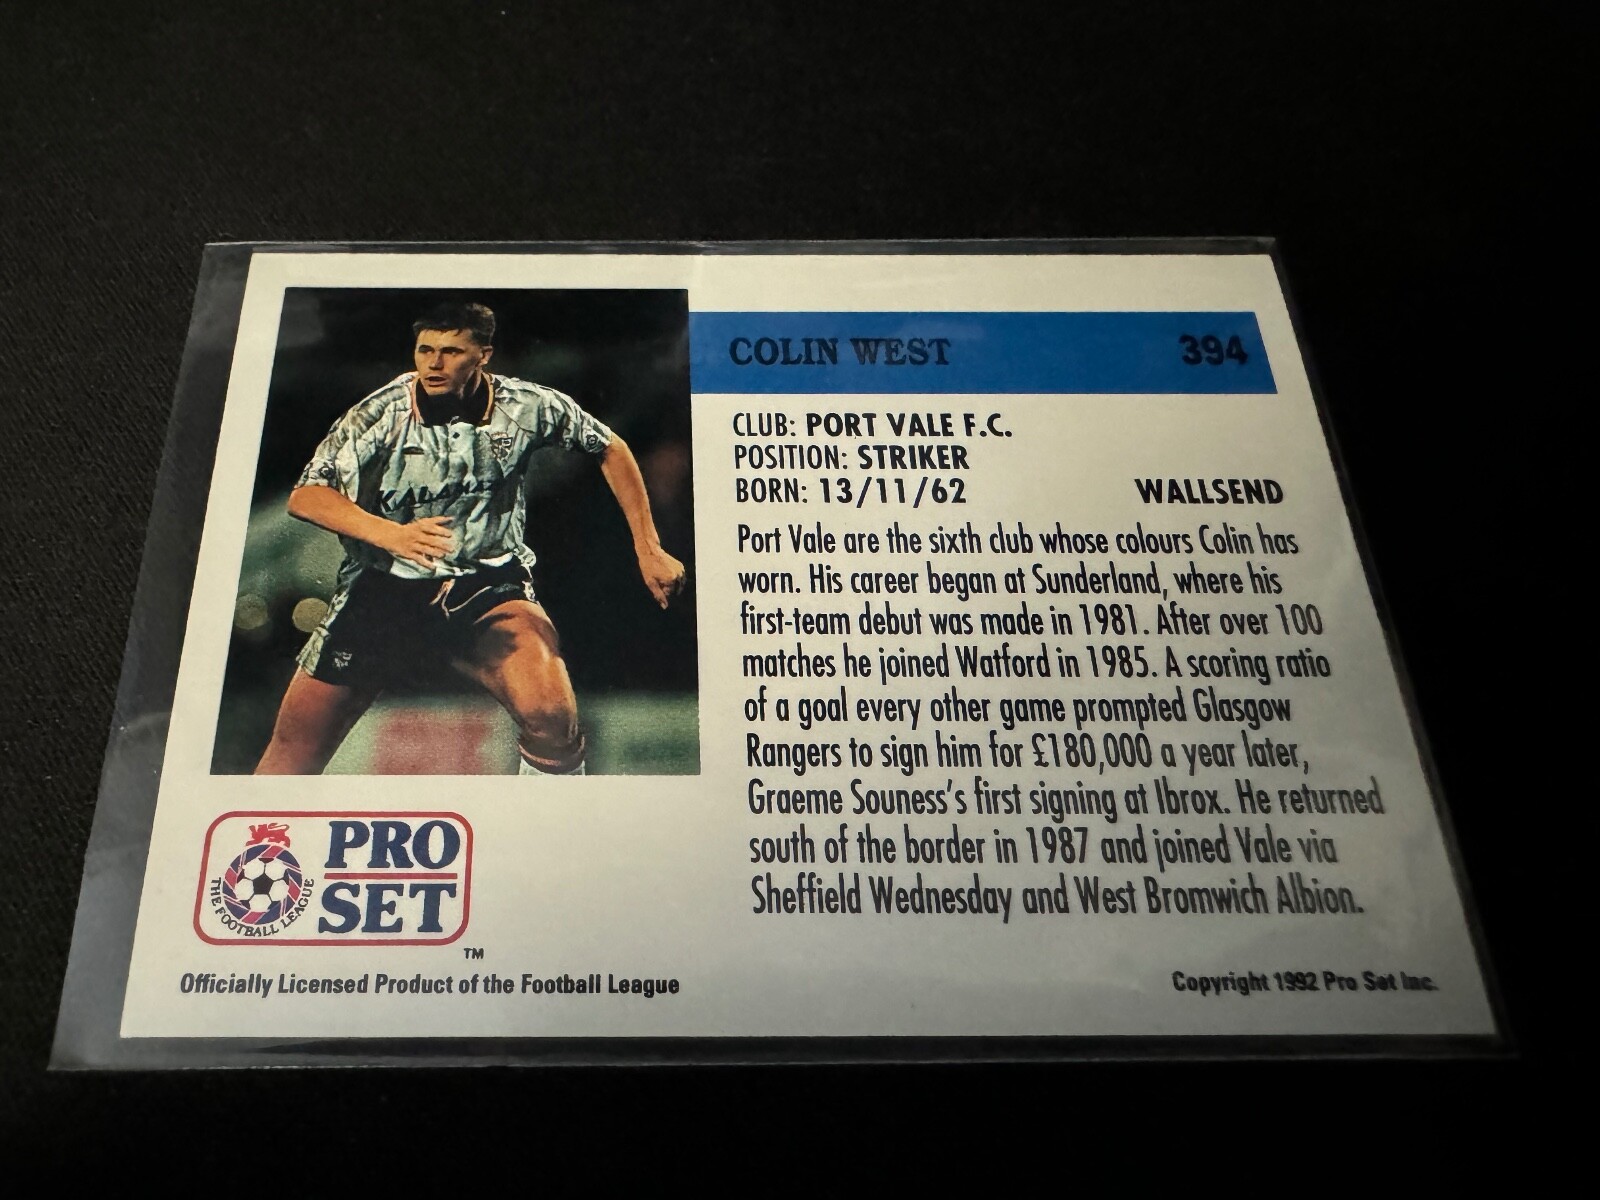 COLIN WEST 394
CLUB: PORT VALE F.C.
POSITION: STRIKER
BORN: 13/11/62 WALLSEND
Port Vale are the sixth club whose colours Colin has
worn. His career began at Sunderland, where his
first-team debut was made in 1981. After over 100
matches he joined Watford in 1985. A scoring ratio
of a goal every other game prompted Glasgow
Rangers to sign him for £180,000 a year later,
Graeme Souness's first signing at Ibrox. He returned
south of the border in 1987 and joined Vale via
Sheffield Wednesday and West Bromwich Albion.
PRO
SET
THE FOOTBALL LEAGUE
TM
Officially Licensed Product of the Football League
Copyright 1992 Pro Set Inc.